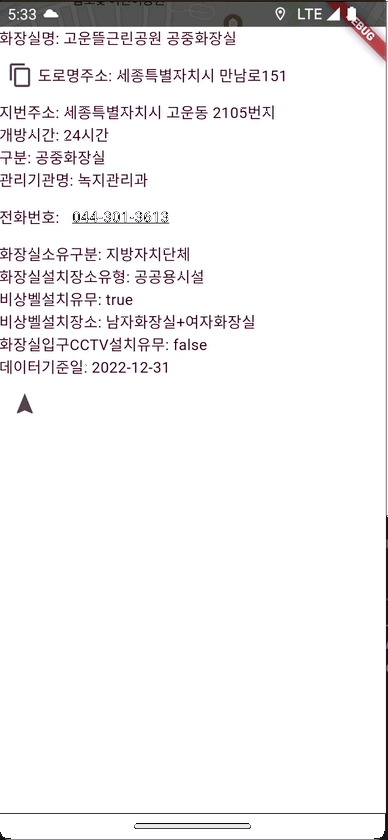 5:33
LTE
화장실명: 고운뜰근린공원 공중화장실
도로명주소: 세종특별자치시 만남로151
지번주소: 세종특별자치시 고운동 2105번지
개방시간: 24시간
구분: 공중화장실
관리기관명: 녹지관리과
전화번호: 044-301-3613
화장실소유구분: 지방자치단체
화장실설치장소유형: 공공용시설
비상벨설치유무: true
비상벨설치장소: 남자화장실+여자화장실
화장실입구CCTV설치유무: false
데이터기준일: 2022-12-31